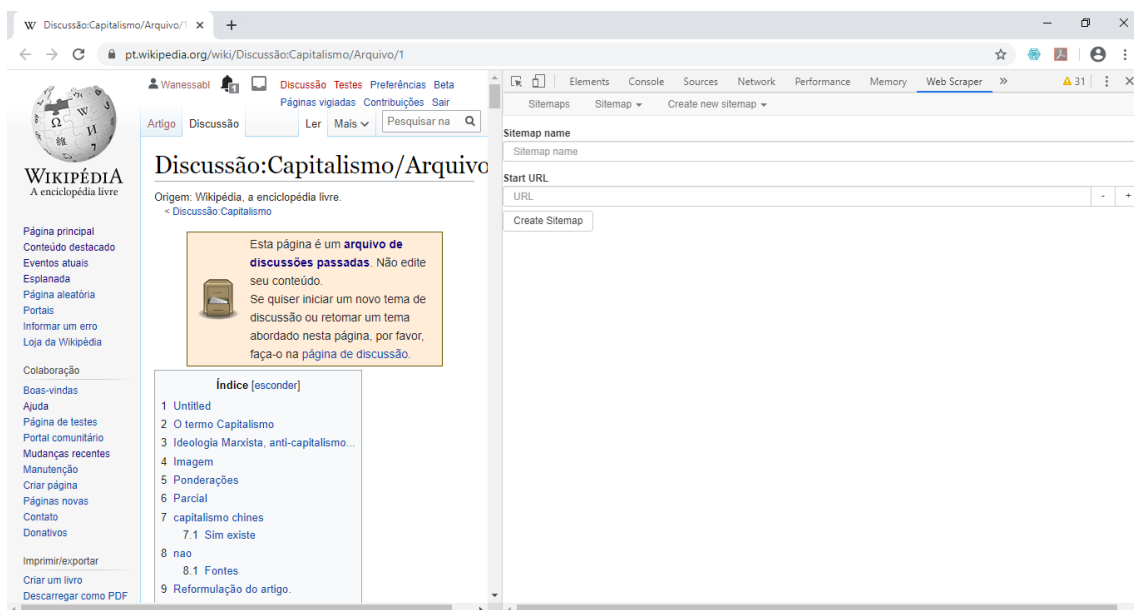 W Discussão:Capitalismo/Arquivo/1
pt.wikipedia.org/wiki/Discussão:Capitalismo/Arquivo/1
WIKIPÉDIA
A enciclopédia livre
Página principal
Conteúdo destacado
Eventos atuais
Esplanada
Página aleatória
Portais
Informar um erro
Loja da Wikipédia
Colaboração
Boas-vindas
Ajuda
Página de testes
Portal comunitário
Mudanças recentes
Manutenção
Criar página
Páginas novas
Contato
Donativos
Imprimir/exportar
Criar um livro
Descarregar como PDF
Wanessabl 1 Discussão Testes Preferências Beta
Páginas vigiadas Contribuições Sair
Artigo Discussão Ler Mais Pesquisar na
Discussão:Capitalismo/Arquivo
Origem: Wikipédia, a enciclopédia livre.
< Discussão:Capitalismo
Esta página é um arquivo de
discussões passadas. Não edite
seu conteúdo.
Se quiser iniciar um novo tema de
discussão ou retomar um tema
abordado nesta página, por favor,
faça-o na página de discussão.
Índice [esconder]
1 Untitled
2 O termo Capitalismo
3 Ideologia Marxista, anti-capitalismo...
4 Imagem
5 Ponderações
6 Parcial
7 capitalismo chines
7.1 Sim existe
8 nao
8.1 Fontes
9 Reformulação do artigo.
Elements Console Sources Network Performance Memory Web Scraper » 31
Sitemaps Sitemap Create new sitemap
Sitemap name
Sitemap name
Start URL
URL - +
Create Sitemap